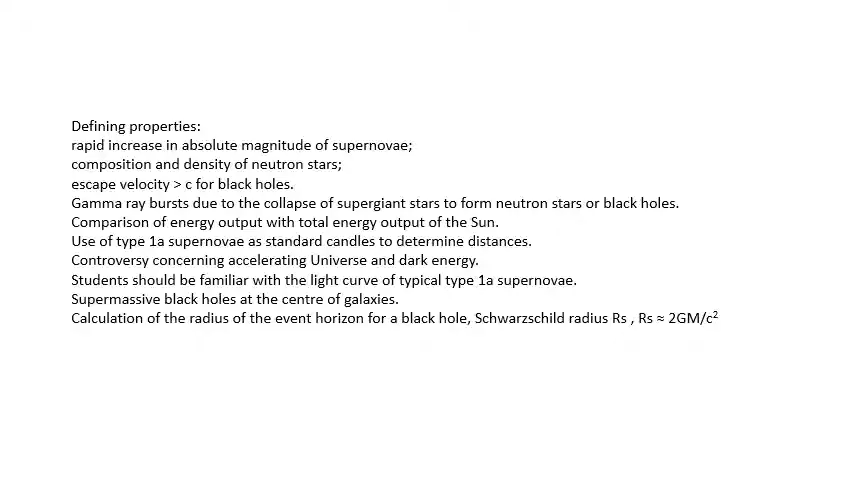 Defining properties:
rapid increase in absolute magnitude of supernovae;
composition and density of neutron stars;
escape velocity > c for black holes.
Gamma ray bursts due to the collapse of supergiant stars to form neutron stars or black holes.
Comparison of energy output with total energy output of the Sun.
Use of type 1a supernovae as standard candles to determine distances.
Controversy concerning accelerating Universe and dark energy.
Students should be familiar with the light curve of typical type 1a supernovae.
Supermassive black holes at the centre of galaxies.
Calculation of the radius of the event horizon for a black hole, Schwarzschild radius Rs , Rs ≈ 2GM/c²